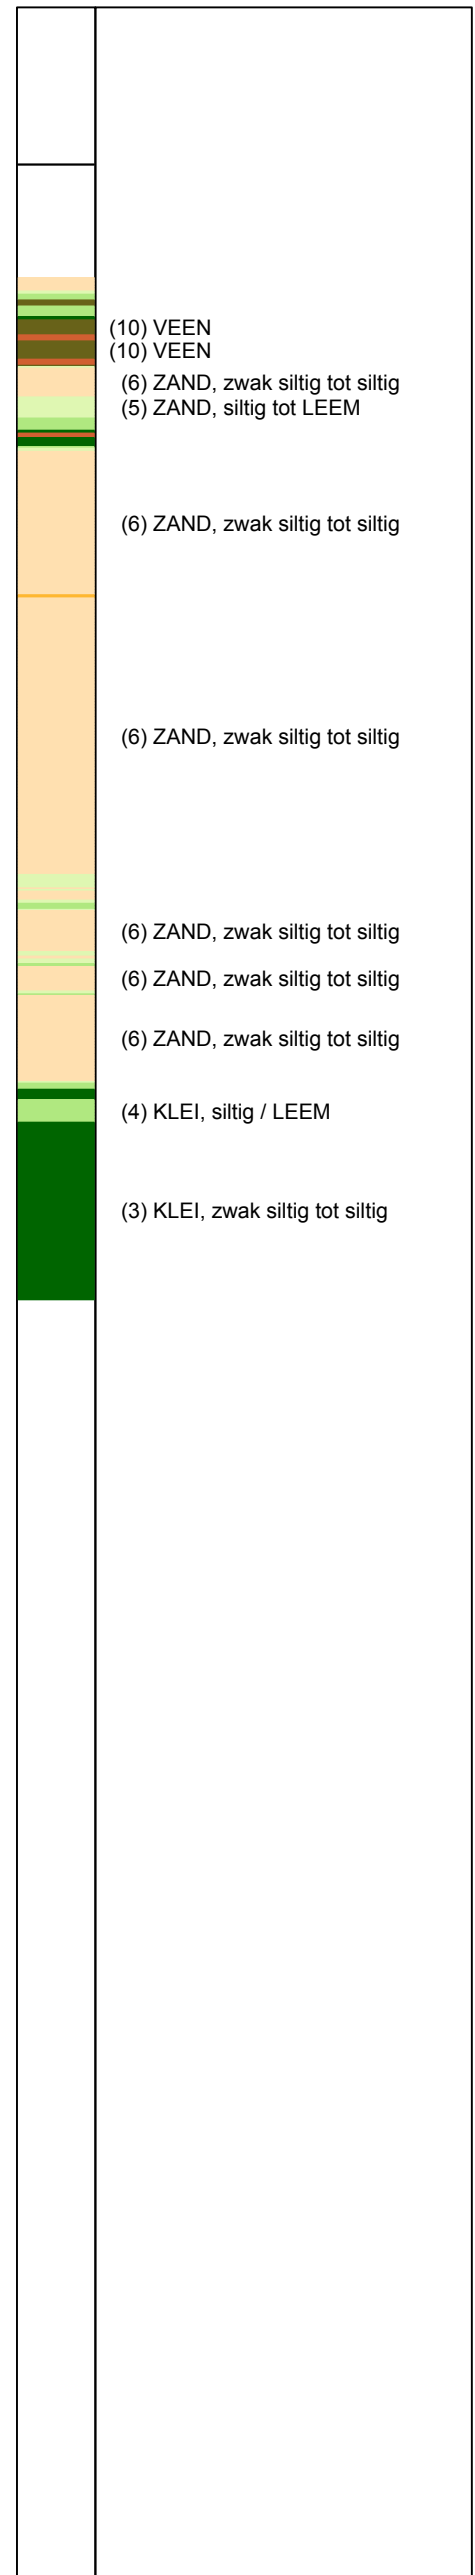 (10) VEEN
(10) VEEN
(6) ZAND, zwak siltig tot siltig
(5) ZAND, siltig tot LEEM
(6) ZAND, zwak siltig tot siltig
(6) ZAND, zwak siltig tot siltig
(6) ZAND, zwak siltig tot siltig
(6) ZAND, zwak siltig tot siltig
(6) ZAND, zwak siltig tot siltig
(4) KLEI, siltig / LEEM
(3) KLEI, zwak siltig tot siltig